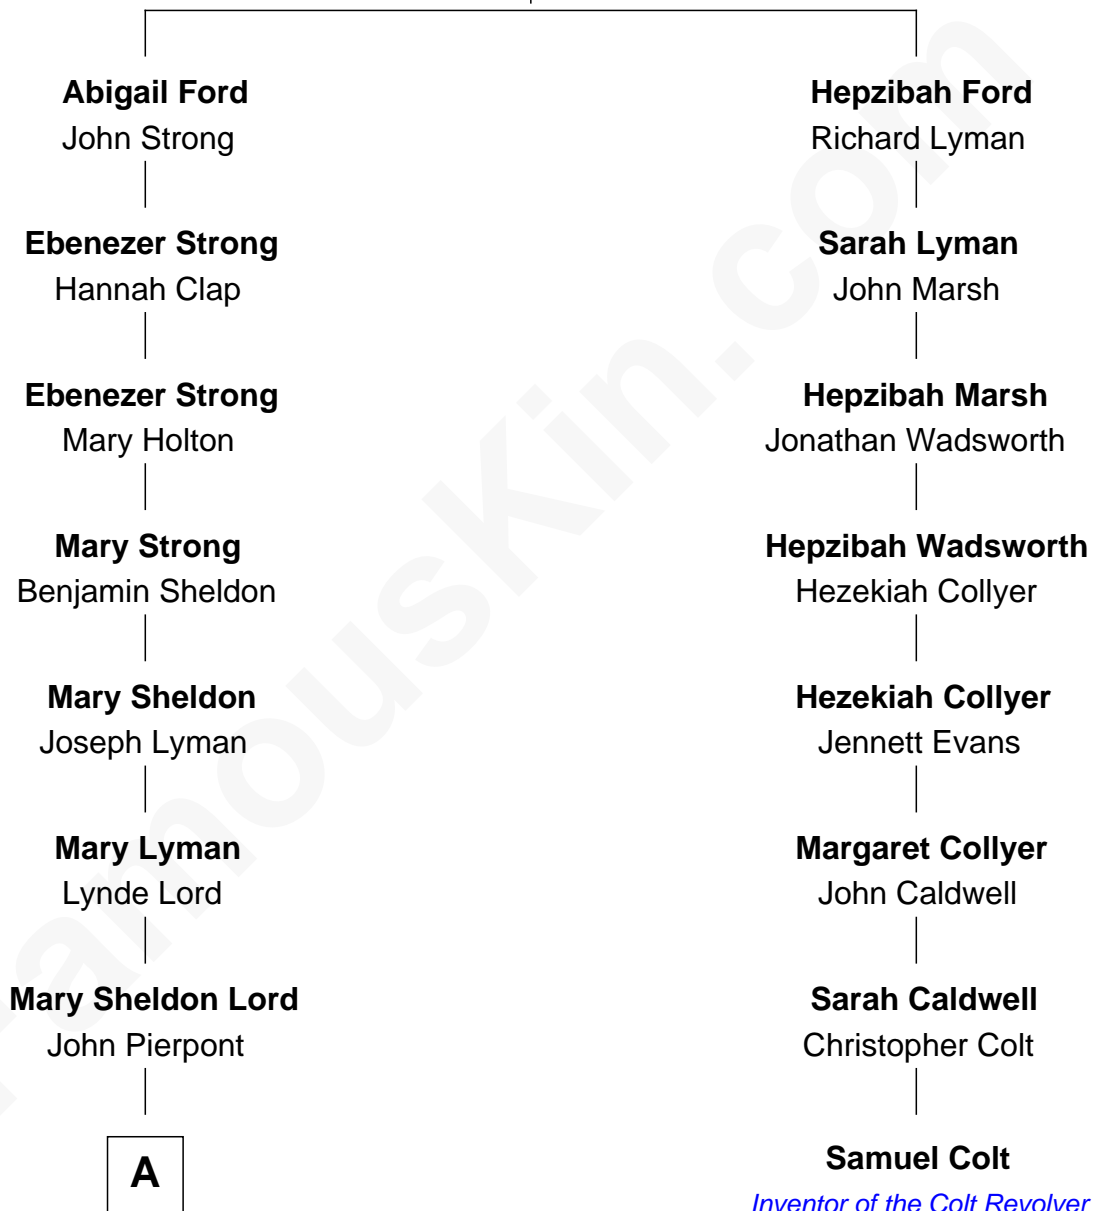 Abigail Ford
John Strong
Ebenezer Strong
Hannah Clap
Ebenezer Strong
Mary Holton
Mary Strong
Benjamin Sheldon
Mary Sheldon
Joseph Lyman
Mary Lyman
Lynde Lord
Mary Sheldon Lord
John Pierpont
A
Hepzibah Ford
Richard Lyman
Sarah Lyman
John Marsh
Hepzibah Marsh
Jonathan Wadsworth
Hepzibah Wadsworth
Hezekiah Collyer
Hezekiah Collyer
Jennett Evans
Margaret Collyer
John Caldwell
Sarah Caldwell
Christopher Colt
Samuel Colt
Inventor of the Colt Revolver
FamousKin.com